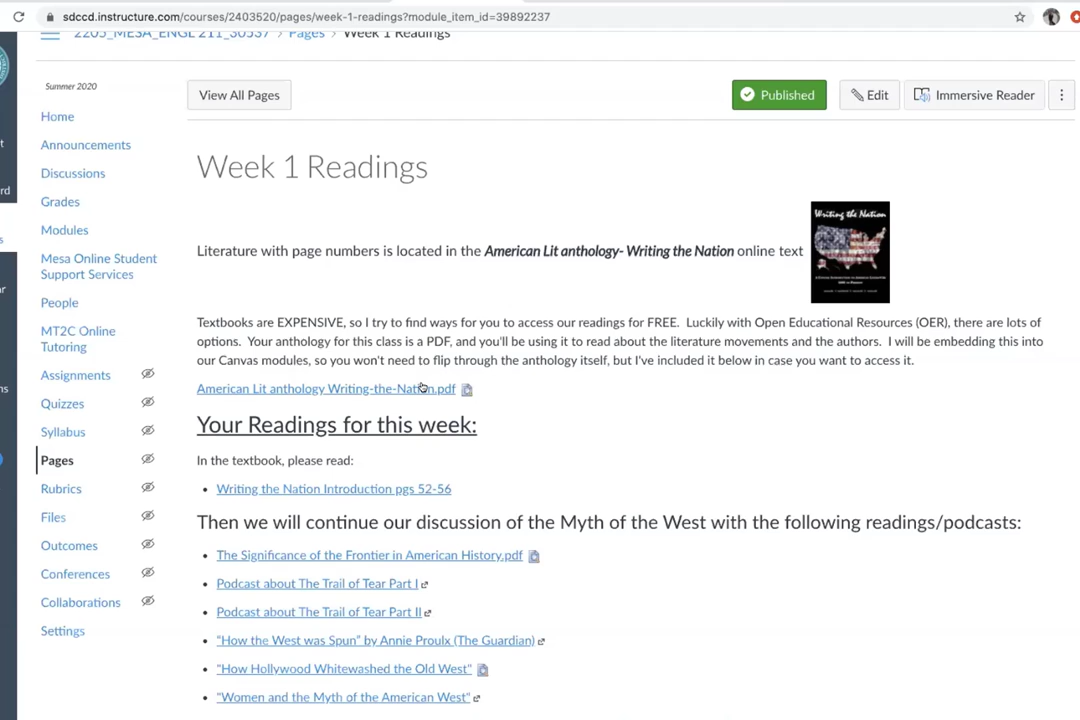 sdccd.instructure.com/courses/2403520/pages/week-1-readings?module_item_id=39892237
2205_MESA_ENGL 211_30537 > Pages > Week 1 Readings
Summer 2020
View All Pages
Published
Edit
Immersive Reader
Home
Announcements
Discussions
Grades
Modules
Mesa Online Student
Support Services
People
MT2C Online
Tutoring
Assignments
Quizzes
Syllabus
Pages
Rubrics
Files
Outcomes
Conferences
Collaborations
Settings
Week 1 Readings
Writing the Nation
Literature with page numbers is located in the American Lit anthology- Writing the Nation online text
Textbooks are EXPENSIVE, so I try to find ways for you to access our readings for FREE. Luckily with Open Educational Resources (OER), there are lots of
options. Your anthology for this class is a PDF, and you'll be using it to read about the literature movements and the authors. I will be embedding this into
our Canvas modules, so you won't need to flip through the anthology itself, but I've included it below in case you want to access it.
American Lit anthology Writing-the-Nation.pdf
Your Readings for this week:
In the textbook, please read:
Writing the Nation Introduction pgs 52-56
Then we will continue our discussion of the Myth of the West with the following readings/podcasts:
The Significance of the Frontier in American History.pdf
Podcast about The Trail of Tear Part I
Podcast about The Trail of Tear Part II
"How the West was Spun" by Annie Proulx (The Guardian)
"How Hollywood Whitewashed the Old West"
"Women and the Myth of the American West"